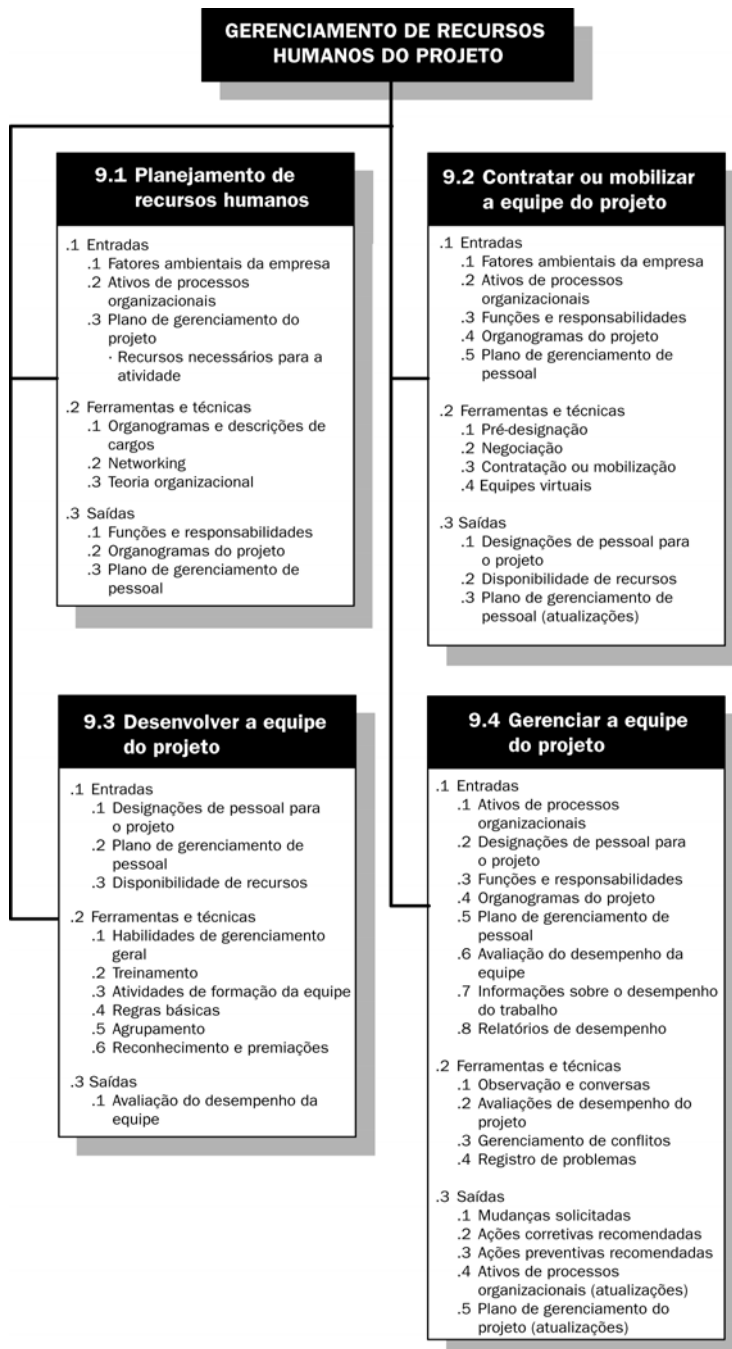 GERENCIAMENTO DE RECURSOS
HUMANOS DO PROJETO
9.1 Planejamento de
recursos humanos
.1 Entradas
.1 Fatores ambientais da empresa
.2 Ativos de processos
organizacionais
.3 Plano de gerenciamento do
projeto
· Recursos necessários para a
atividade
.2 Ferramentas e técnicas
.1 Organogramas e descrições de
cargos
.2 Networking
.3 Teoria organizacional
.3 Saídas
.1 Funções e responsabilidades
.2 Organogramas do projeto
.3 Plano de gerenciamento de
pessoal
9.2 Contratar ou mobilizar
a equipe do projeto
.1 Entradas
.1 Fatores ambientais da empresa
.2 Ativos de processos
organizacionais
.3 Funções e responsabilidades
.4 Organogramas do projeto
.5 Plano de gerenciamento de
pessoal
.2 Ferramentas e técnicas
.1 Pré-designação
.2 Negociação
.3 Contratação ou mobilização
.4 Equipes virtuais
.3 Saídas
.1 Designações de pessoal para
o projeto
.2 Disponibilidade de recursos
.3 Plano de gerenciamento de
pessoal (atualizações)
9.3 Desenvolver a equipe
do projeto
.1 Entradas
.1 Designações de pessoal para
o projeto
.2 Plano de gerenciamento de
pessoal
.3 Disponibilidade de recursos
.2 Ferramentas e técnicas
.1 Habilidades de gerenciamento
geral
.2 Treinamento
.3 Atividades de formação da equipe
.4 Regras básicas
.5 Agrupamento
.6 Reconhecimento e premiações
.3 Saídas
.1 Avaliação do desempenho da
equipe
9.4 Gerenciar a equipe
do projeto
.1 Entradas
.1 Ativos de processos
organizacionais
.2 Designações de pessoal para
o projeto
.3 Funções e responsabilidades
.4 Organogramas do projeto
.5 Plano de gerenciamento de
pessoal
.6 Avaliação do desempenho da
equipe
.7 Informações sobre o desempenho
do trabalho
.8 Relatórios de desempenho
.2 Ferramentas e técnicas
.1 Observação e conversas
.2 Avaliações de desempenho do
projeto
.3 Gerenciamento de conflitos
.4 Registro de problemas
.3 Saídas
.1 Mudanças solicitadas
.2 Ações corretivas recomendadas
.3 Ações preventivas recomendadas
.4 Ativos de processos
organizacionais (atualizações)
.5 Plano de gerenciamento do
projeto (atualizações)